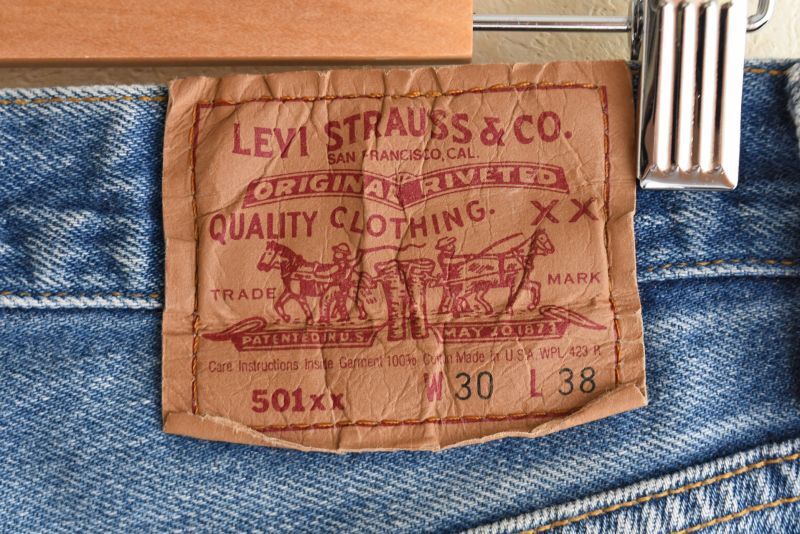 LEVI STRAUSS & CO.
SAN FRANCISCO, CAL.
ORIGINAL RIVETED
QUALITY CLOTHING. XX
TRADE MARK
PATENTED IN U.S. MAY 20.1873
Care Instructions Inside Garment 100% Cotton Made in U.S.A. WPL 423 R
501xx W 30 L 38